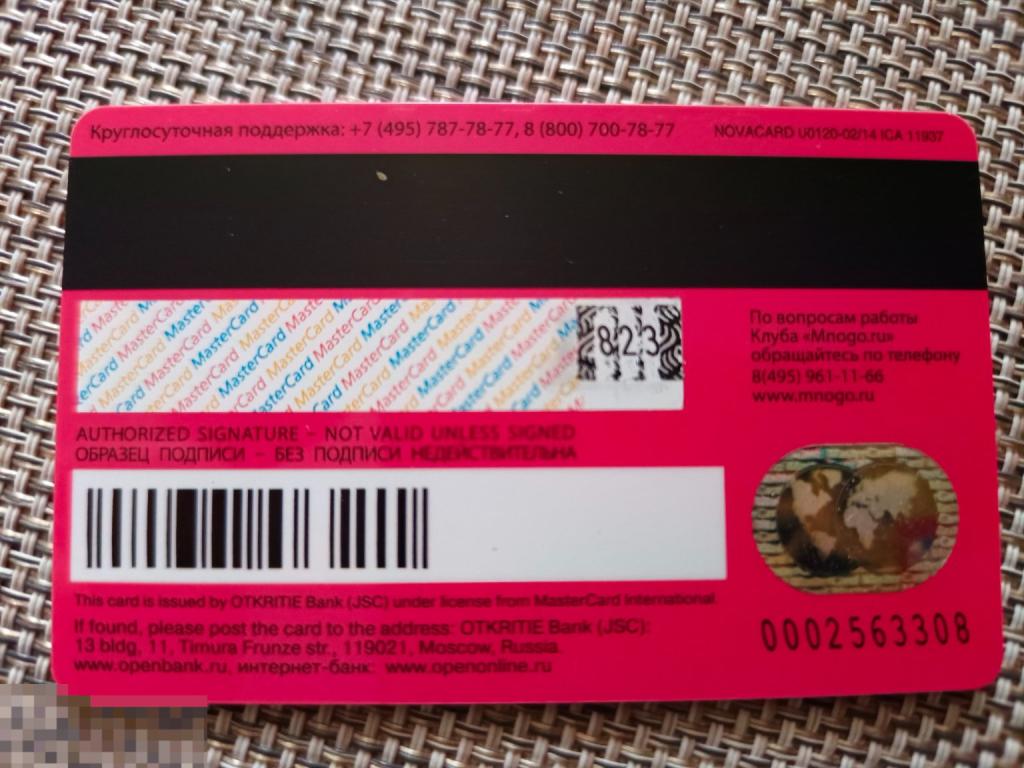 Круглосуточная поддержка: +7 (495) 787-78-77, 8 (800) 700-78-77
NOVACARD U0120-02/14 ICA 11937
MasterCard MasterCard MasterCard MasterCard
823
По вопросам работы
Клуба «Mnogo.ru»
обращайтесь по телефону
8(495) 961-11-66
www.mnogo.ru
AUTHORIZED SIGNATURE – NOT VALID UNLESS SIGNED
ОБРАЗЕЦ ПОДПИСИ – БЕЗ ПОДПИСИ НЕДЕЙСТВИТЕЛЬНА
This card is issued by OTKRITIE Bank (JSC) under license from MasterCard International.
If found, please post the card to the address: OTKRITIE Bank (JSC):
13 bldg, 11, Timura Frunze str., 119021, Moscow, Russia.
www.openbank.ru, интернет-банк: www.openonline.ru
0002563308